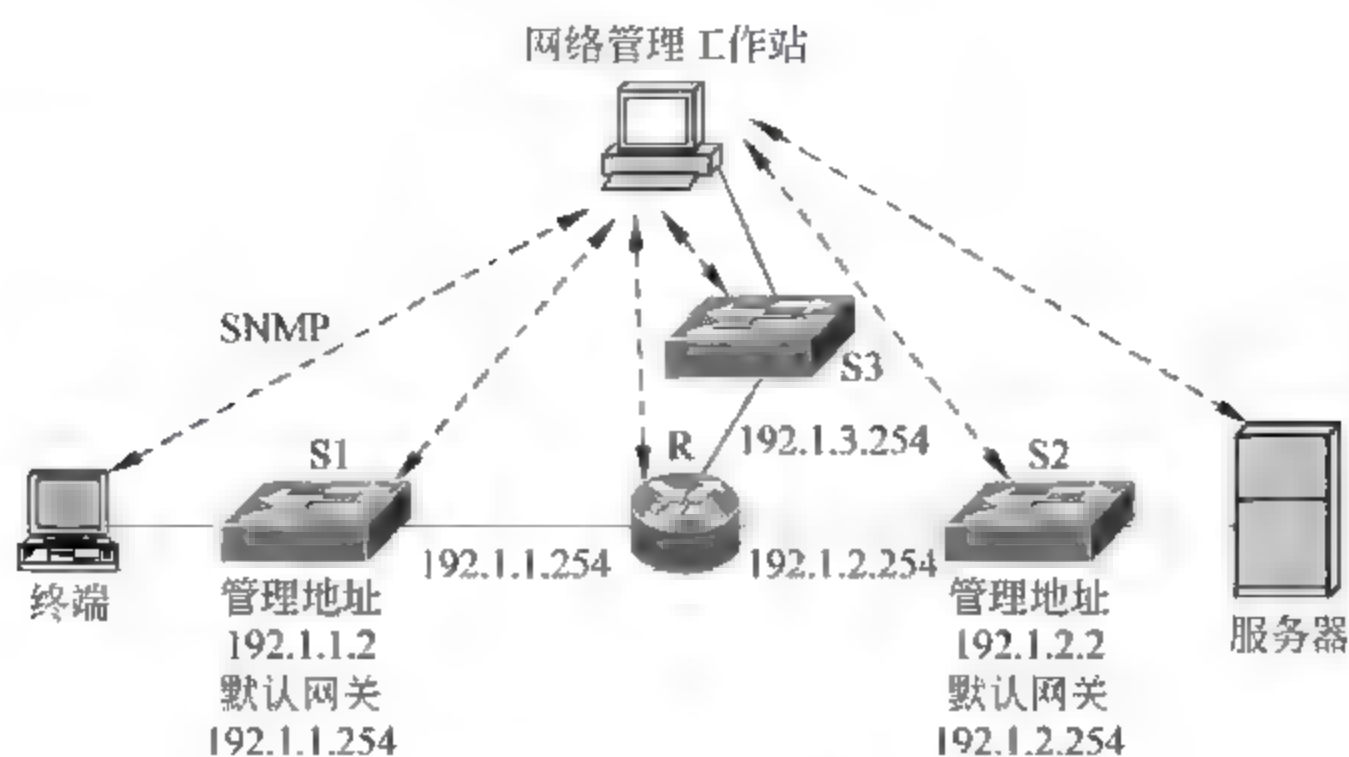 网络管理工作站
SNMP
S3
S1
R
192.1.3.254
S2
192.1.1.254
192.1.2.254
终端
管理地址
192.1.1.2
默认网关
192.1.1.254
管理地址
192.1.2.2
默认网关
192.1.2.254
服务器